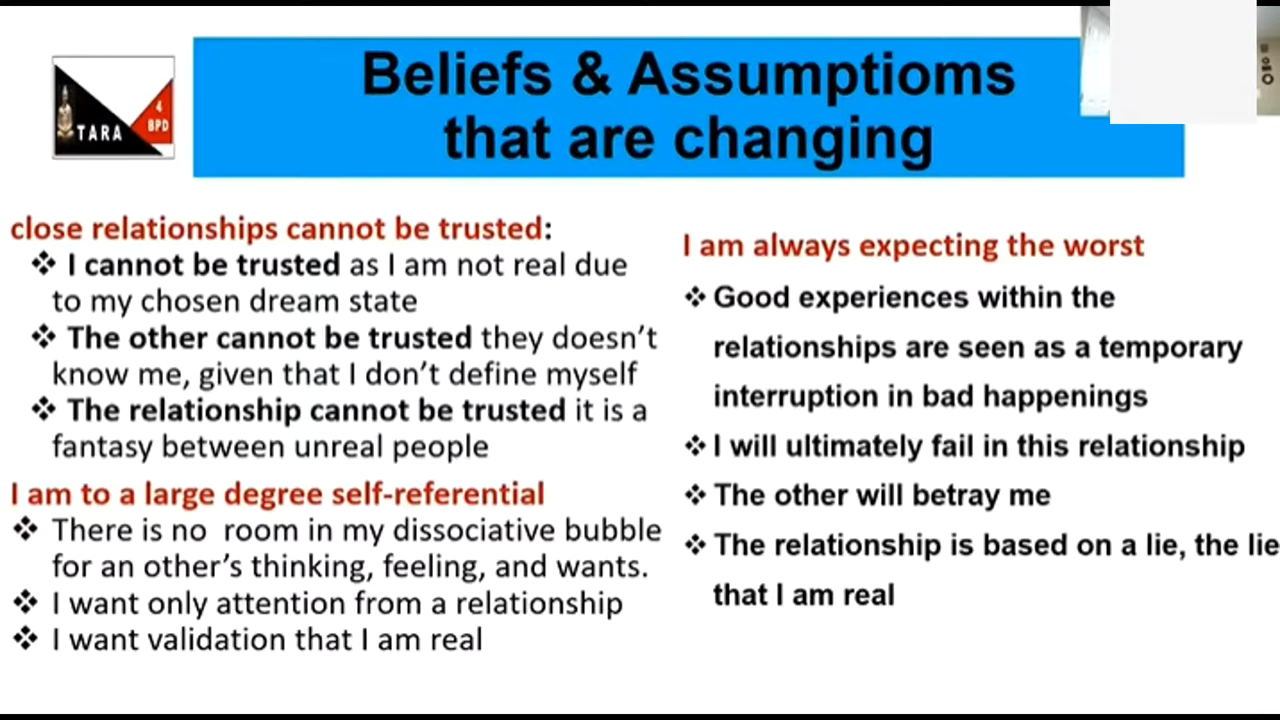 Beliefs & Assumptioms
that are changing
TARA
4
BPD
close relationships cannot be trusted:
❖ I cannot be trusted as I am not real due
to my chosen dream state
❖ The other cannot be trusted they doesn't
know me, given that I don't define myself
❖ The relationship cannot be trusted it is a
fantasy between unreal people
I am to a large degree self-referential
❖ There is no room in my dissociative bubble
for an other's thinking, feeling, and wants.
❖ I want only attention from a relationship
❖ I want validation that I am real
I am always expecting the worst
❖ Good experiences within the
relationships are seen as a temporary
interruption in bad happenings
❖ I will ultimately fail in this relationship
❖ The other will betray me
❖ The relationship is based on a lie, the lie
that I am real